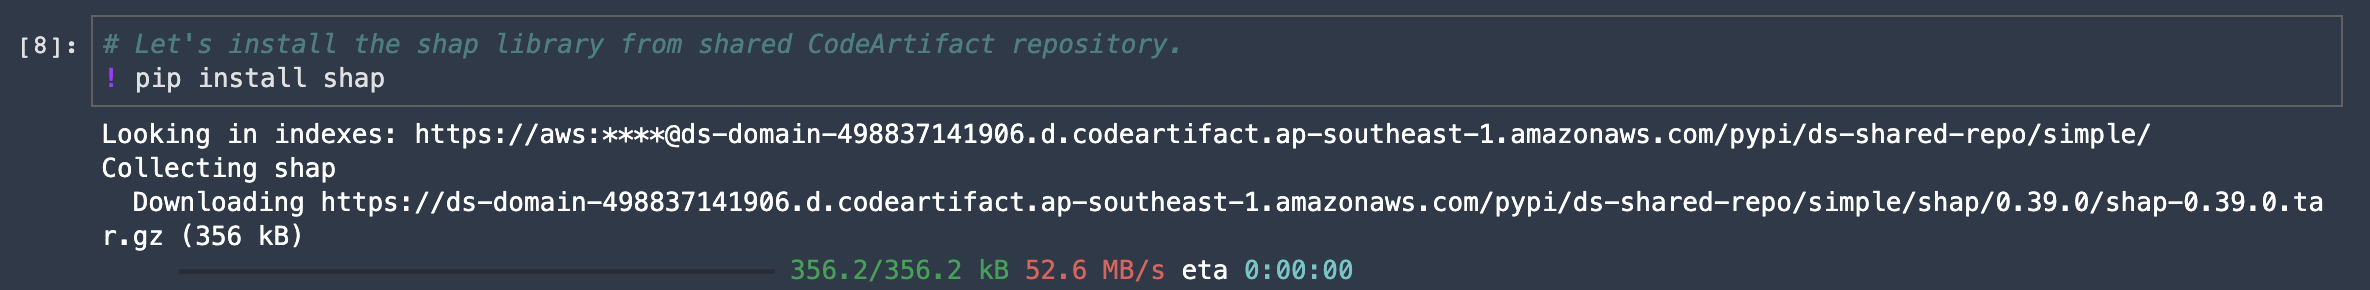 [8]: # Let's install the shap library from shared CodeArtifact repository.
! pip install shap
Looking in indexes: https://aws:****@ds-domain-498837141906.d.codeartifact.ap-southeast-1.amazonaws.com/pypi/ds-shared-repo/simple/
Collecting shap
Downloading https://ds-domain-498837141906.d.codeartifact.ap-southeast-1.amazonaws.com/pypi/ds-shared-repo/simple/shap/0.39.0/shap-0.39.0.ta
r.gz (356 kB)
356.2/356.2 kB 52.6 MB/s eta 0:00:00